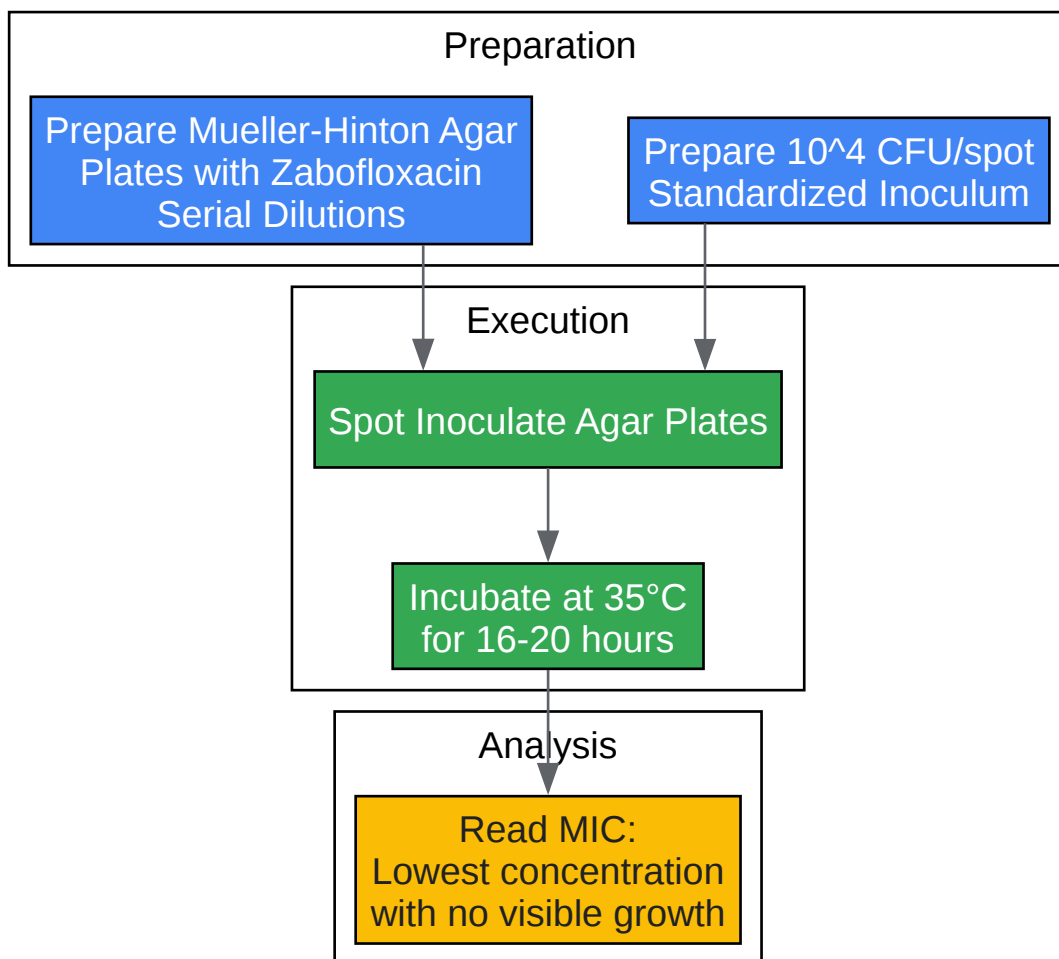 Preparation
Prepare Mueller-Hinton Agar
Plates with Zabofloxacin
Serial Dilutions
Prepare 10^4 CFU/spot
Standardized Inoculum
Execution
Spot Inoculate Agar Plates
Incubate at 35°C
for 16-20 hours
Analysis
Read MIC:
Lowest concentration
with no visible growth